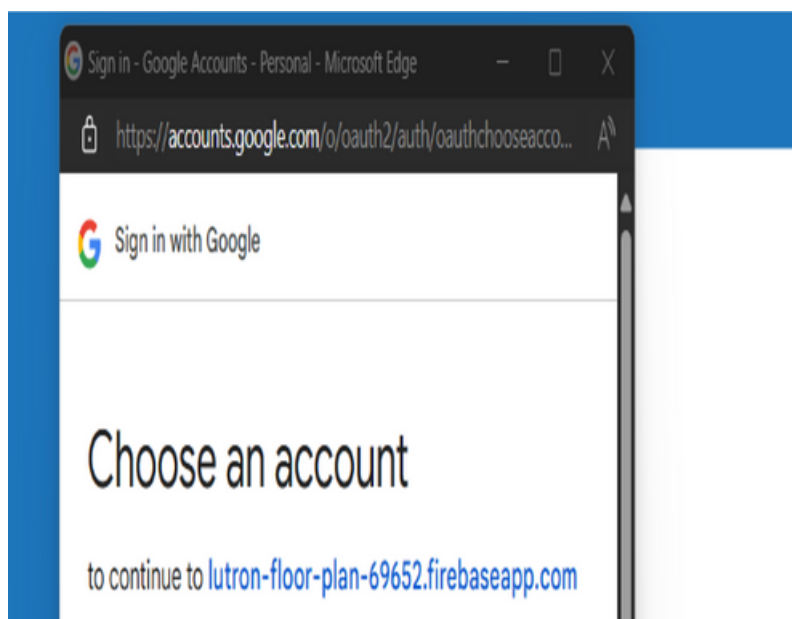 Sign in - Google Accounts - Personal - Microsoft Edge
https://accounts.google.com/o/oauth2/auth/oauthchooseacco...
Sign in with Google
Choose an account
to continue to lutron-floor-plan-69652.firebaseapp.com